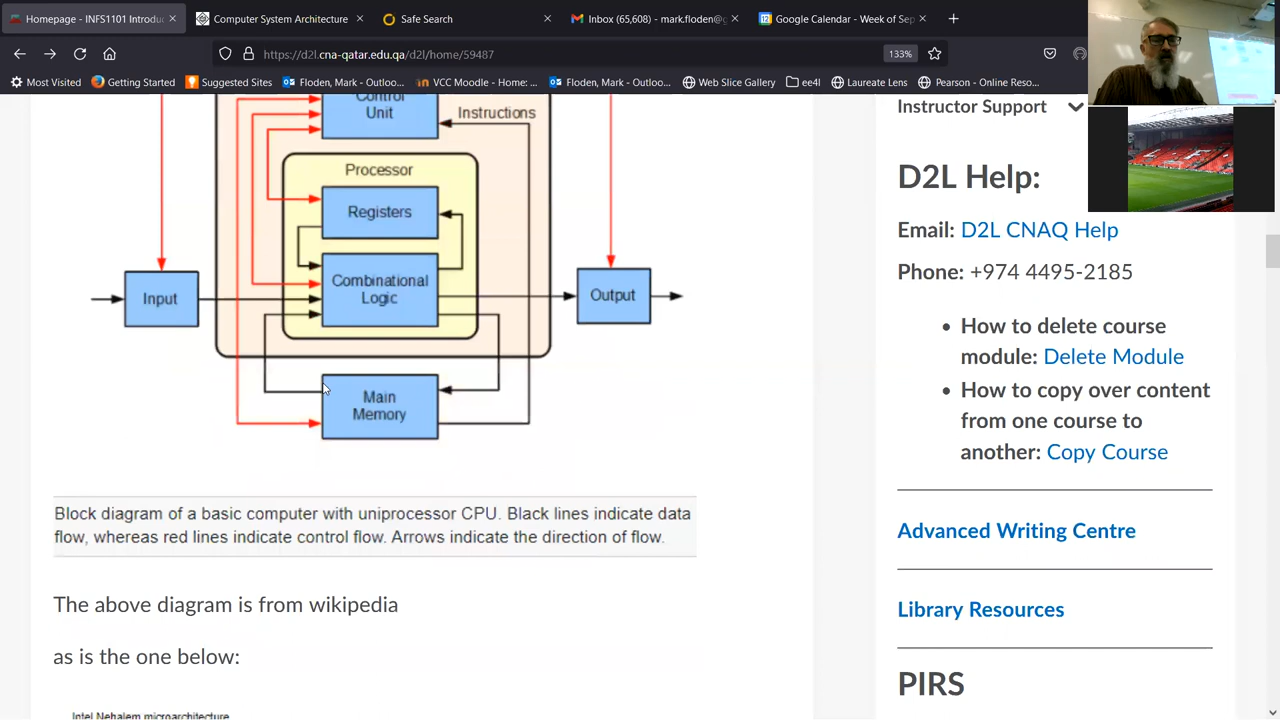 Homepage - INFS1101 Introduc
Computer System Architecture
Safe Search
Inbox (65,608) - mark.floden@
Google Calendar - Week of Sep
https://d2l.cna-qatar.edu.qa/d2l/home/59487
133%
Most Visited
Getting Started
Suggested Sites
Floden, Mark - Outloo...
VCC Moodle - Home: ...
Floden, Mark - Outloo...
Web Slice Gallery
ee4l
Laureate Lens
Pearson - Online Reso...
Control
Unit
Instructions
Processor
Registers
Combinational
Logic
Input
Output
Main
Memory
Block diagram of a basic computer with uniprocessor CPU. Black lines indicate data
flow, whereas red lines indicate control flow. Arrows indicate the direction of flow.
The above diagram is from wikipedia
as is the one below:
Intel Nehalem microarchitecture
Instructor Support
D2L Help:
Email: D2L CNAQ Help
Phone: +974 4495-2185
• How to delete course
module: Delete Module
• How to copy over content
from one course to
another: Copy Course
Advanced Writing Centre
Library Resources
PIRS